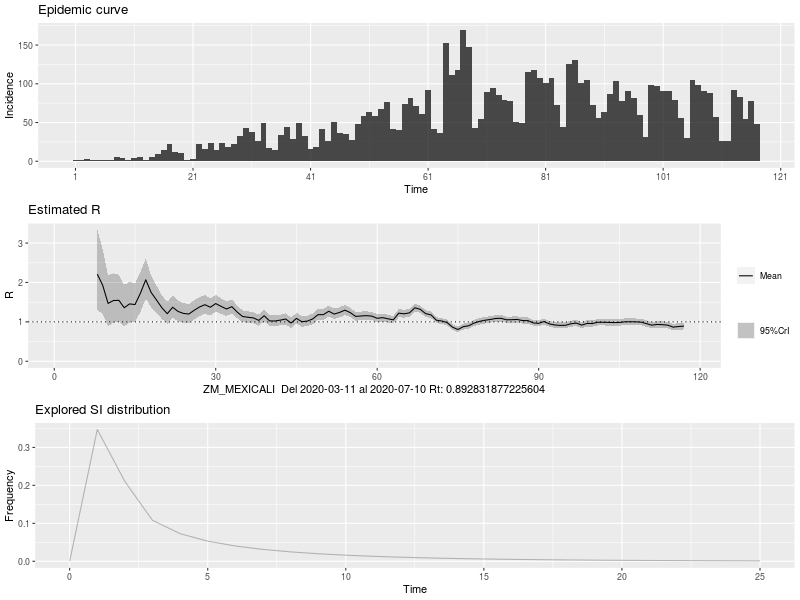 Epidemic curve
Incidence
150
100
50
0
1 21 41 61 81 101 121
Time
Estimated R
R
3
2
1
0
0 30 60 90 120
ZM_MEXICALI Del 2020-03-11 al 2020-07-10 Rt: 0.892831877225604
Mean
95%CrI
Explored SI distribution
Frequency
0.3
0.2
0.1
0.0
0 5 10 15 20 25
Time